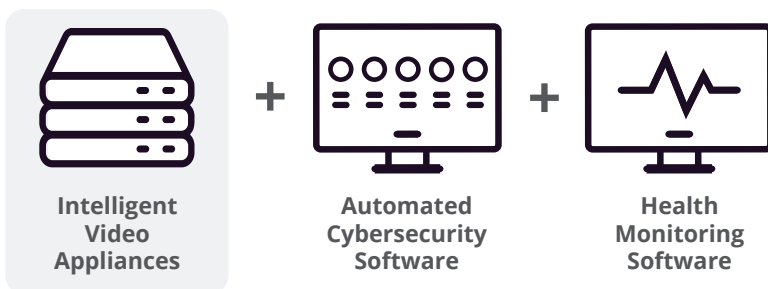 Intelligent
Video
Appliances
+
Automated
Cybersecurity
Software
+
Health
Monitoring
Software